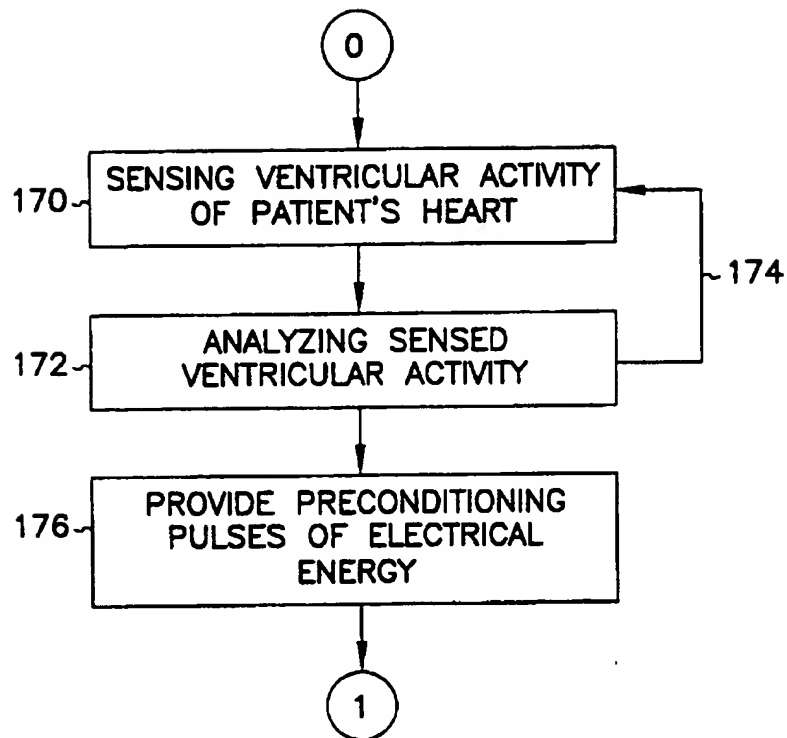 0
170
SENSING VENTRICULAR ACTIVITY
OF PATIENT'S HEART
174
172
ANALYZING SENSED
VENTRICULAR ACTIVITY
176
PROVIDE PRECONDITIONING
PULSES OF ELECTRICAL
ENERGY
1